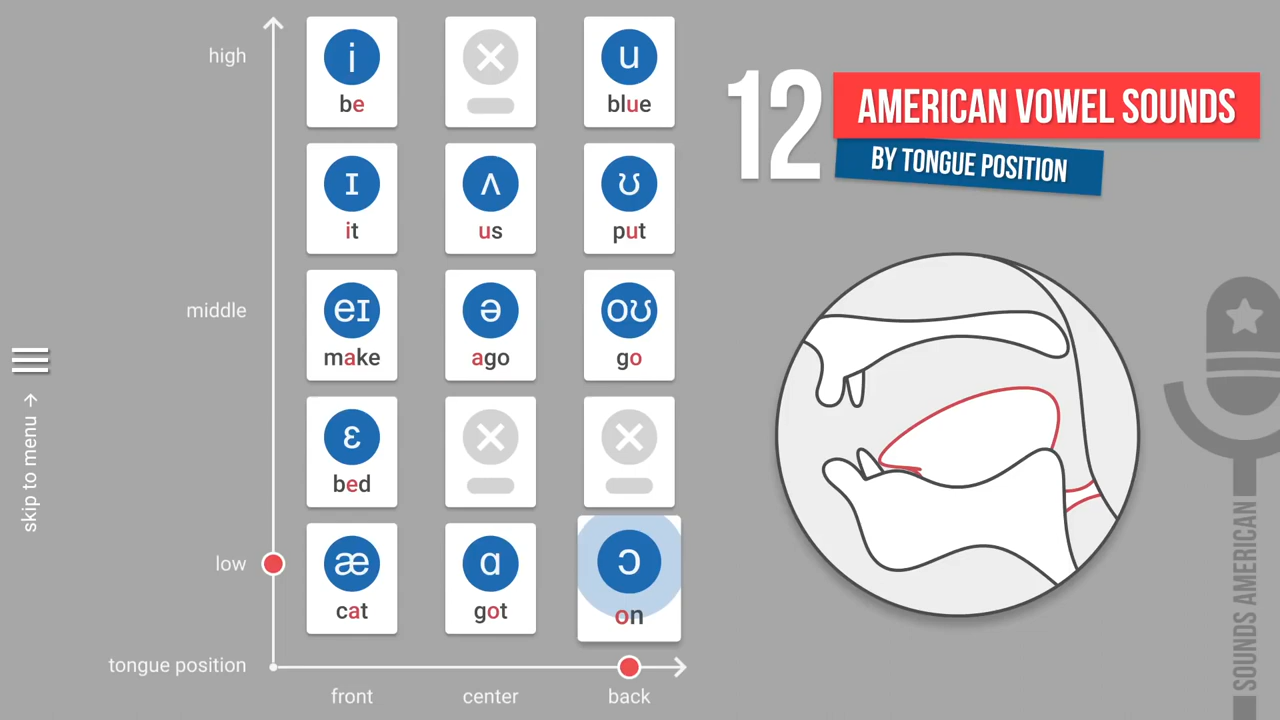 12 AMERICAN VOWEL SOUNDS
BY TONGUE POSITION
high
i
be
u
blue
ɪ
it
ʌ
us
ʊ
put
middle
eɪ
make
ə
ago
oʊ
go
ɛ
bed
low
æ
cat
ɑ
got
ɔ
on
tongue position
front
center
back
skip to menu →
SOUNDS AMERICAN